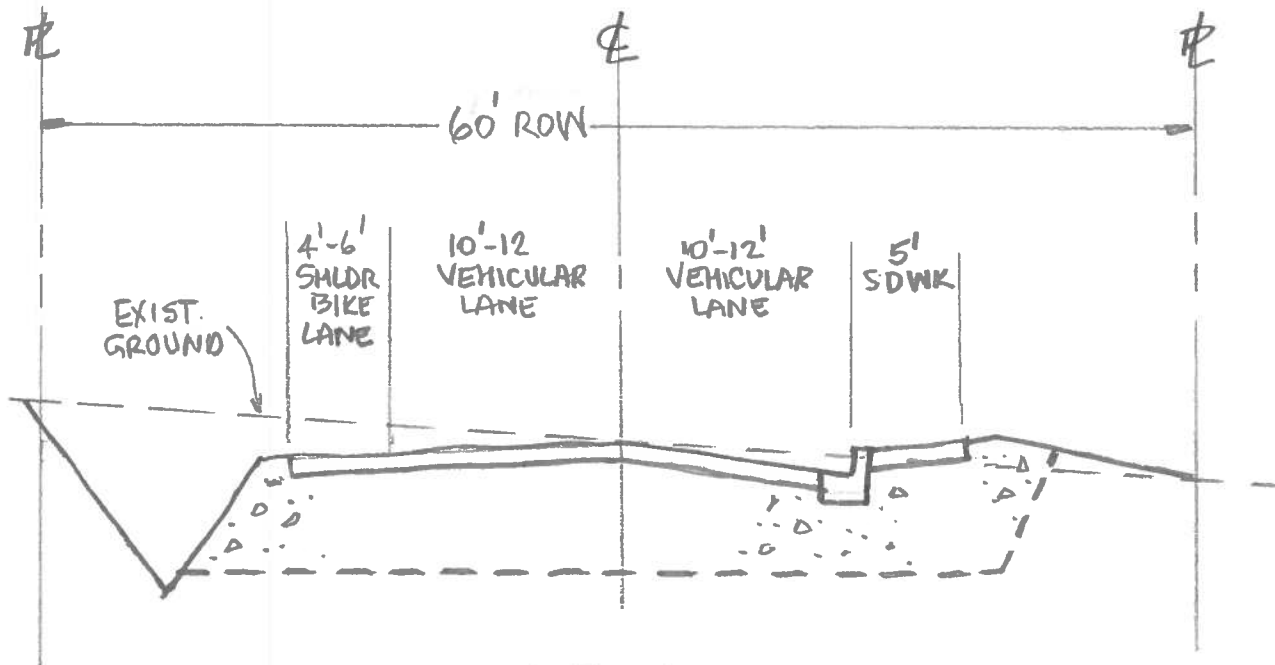 PL
CL
PL
60' ROW
4'-6'
SHLDR
BIKE
LANE
10'-12
VEHICULAR
LANE
10'-12'
VEHICULAR
LANE
5'
SDWK
EXIST.
GROUND